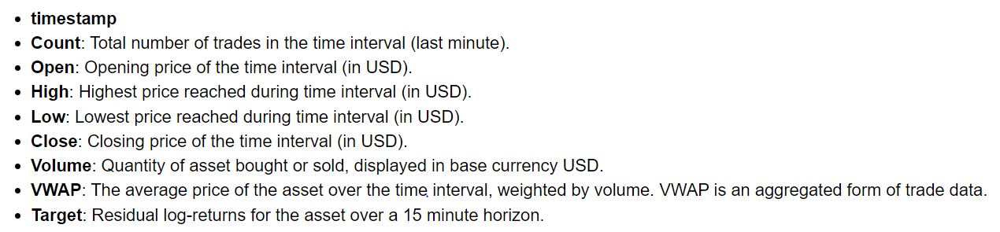 • timestamp
• Count: Total number of trades in the time interval (last minute).
• Open: Opening price of the time interval (in USD).
• High: Highest price reached during time interval (in USD).
• Low: Lowest price reached during time interval (in USD).
• Close: Closing price of the time interval (in USD).
• Volume: Quantity of asset bought or sold, displayed in base currency USD.
• VWAP: The average price of the asset over the time interval, weighted by volume. VWAP is an aggregated form of trade data.
• Target: Residual log-returns for the asset over a 15 minute horizon.